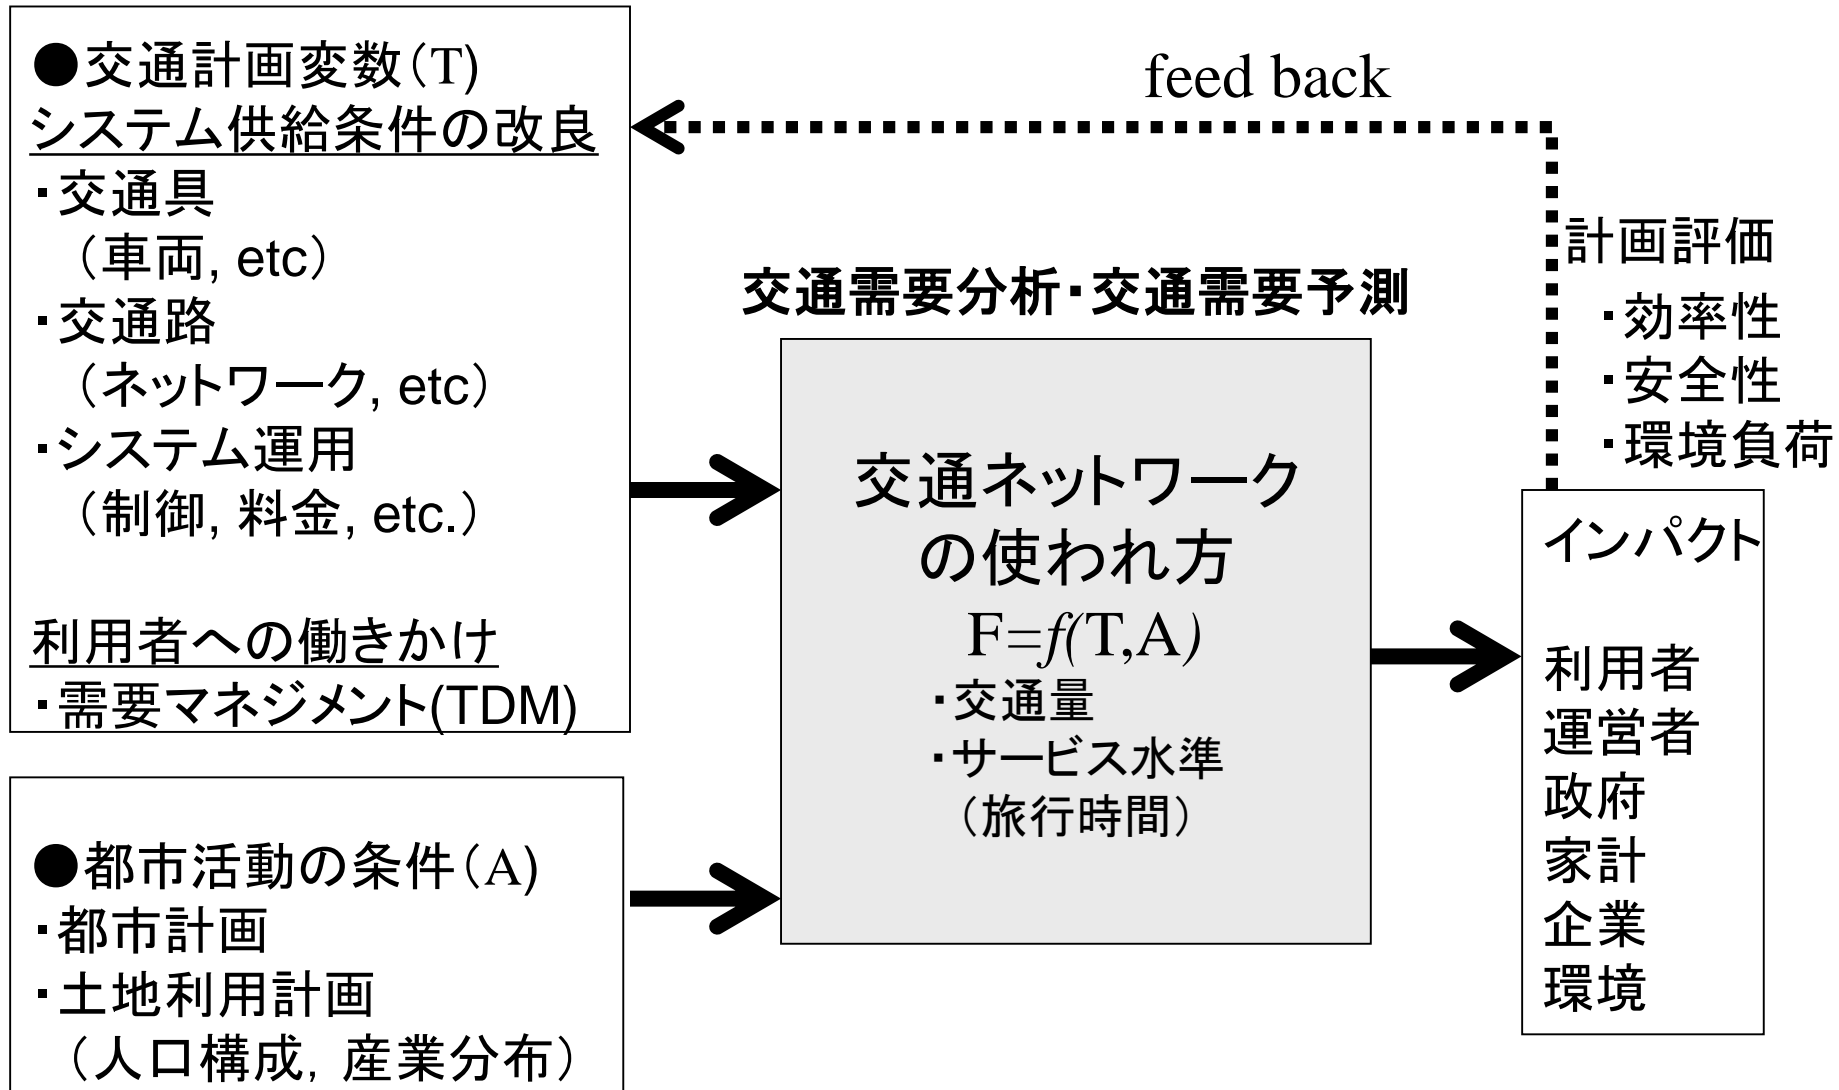 ●交通計画変数(T)
システム供給条件の改良
・交通具
（車両, etc）
・交通路
（ネットワーク, etc）
・システム運用
（制御, 料金, etc.）
利用者への働きかけ
・需要マネジメント(TDM)
●都市活動の条件(A)
・都市計画
・土地利用計画
（人口構成, 産業分布）
feed back
交通需要分析・交通需要予測
交通ネットワーク
の使われ方
F=f(T,A)
・交通量
・サービス水準
（旅行時間）
計画評価
・効率性
・安全性
・環境負荷
インパクト
利用者
運営者
政府
家計
企業
環境